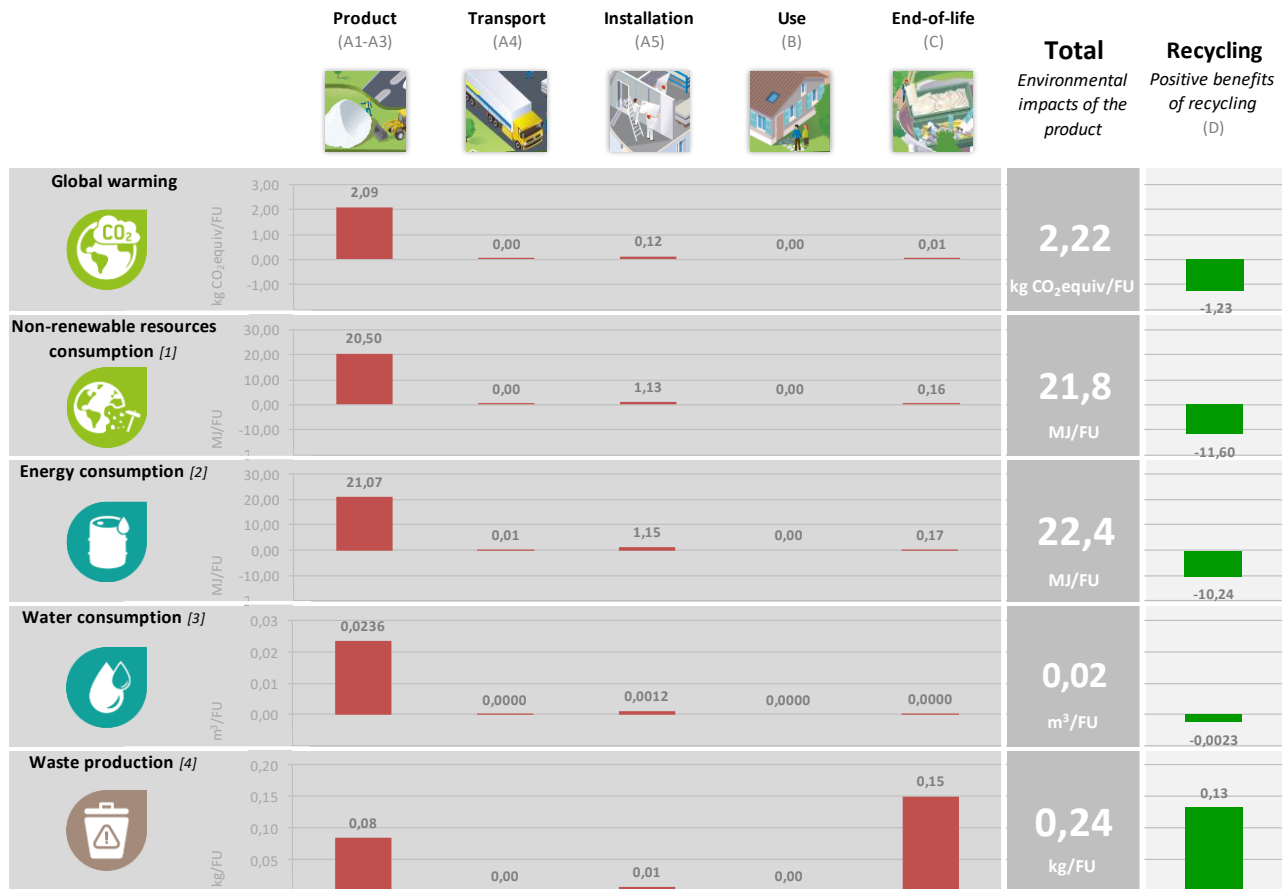 Product
(A1-A3)
Transport
(A4)
Installation
(A5)
Use
(B)
End-of-life
(C)
Total
Environmental
impacts of the
product
Recycling
Positive benefits
of recycling
(D)
Global warming
CO₂
kg CO₂equiv/FU
3,00
2,00
1,00
0,00
-1,00
2,09
0,00
0,12
0,00
0,01
2,22
kg CO₂equiv/FU
-1,23
Non-renewable resources
consumption [1]
MJ/FU
30,00
20,00
10,00
0,00
-10,00
20,50
0,00
1,13
0,00
0,16
21,8
MJ/FU
-11,60
Energy consumption [2]
MJ/FU
30,00
20,00
10,00
0,00
-10,00
21,07
0,01
1,15
0,00
0,17
22,4
MJ/FU
-10,24
Water consumption [3]
m³/FU
0,03
0,02
0,01
0,00
0,0236
0,0000
0,0012
0,0000
0,0000
0,02
m³/FU
-0,0023
Waste production [4]
kg/FU
0,20
0,15
0,10
0,05
0,08
0,00
0,01
0,00
0,15
0,24
kg/FU
0,13